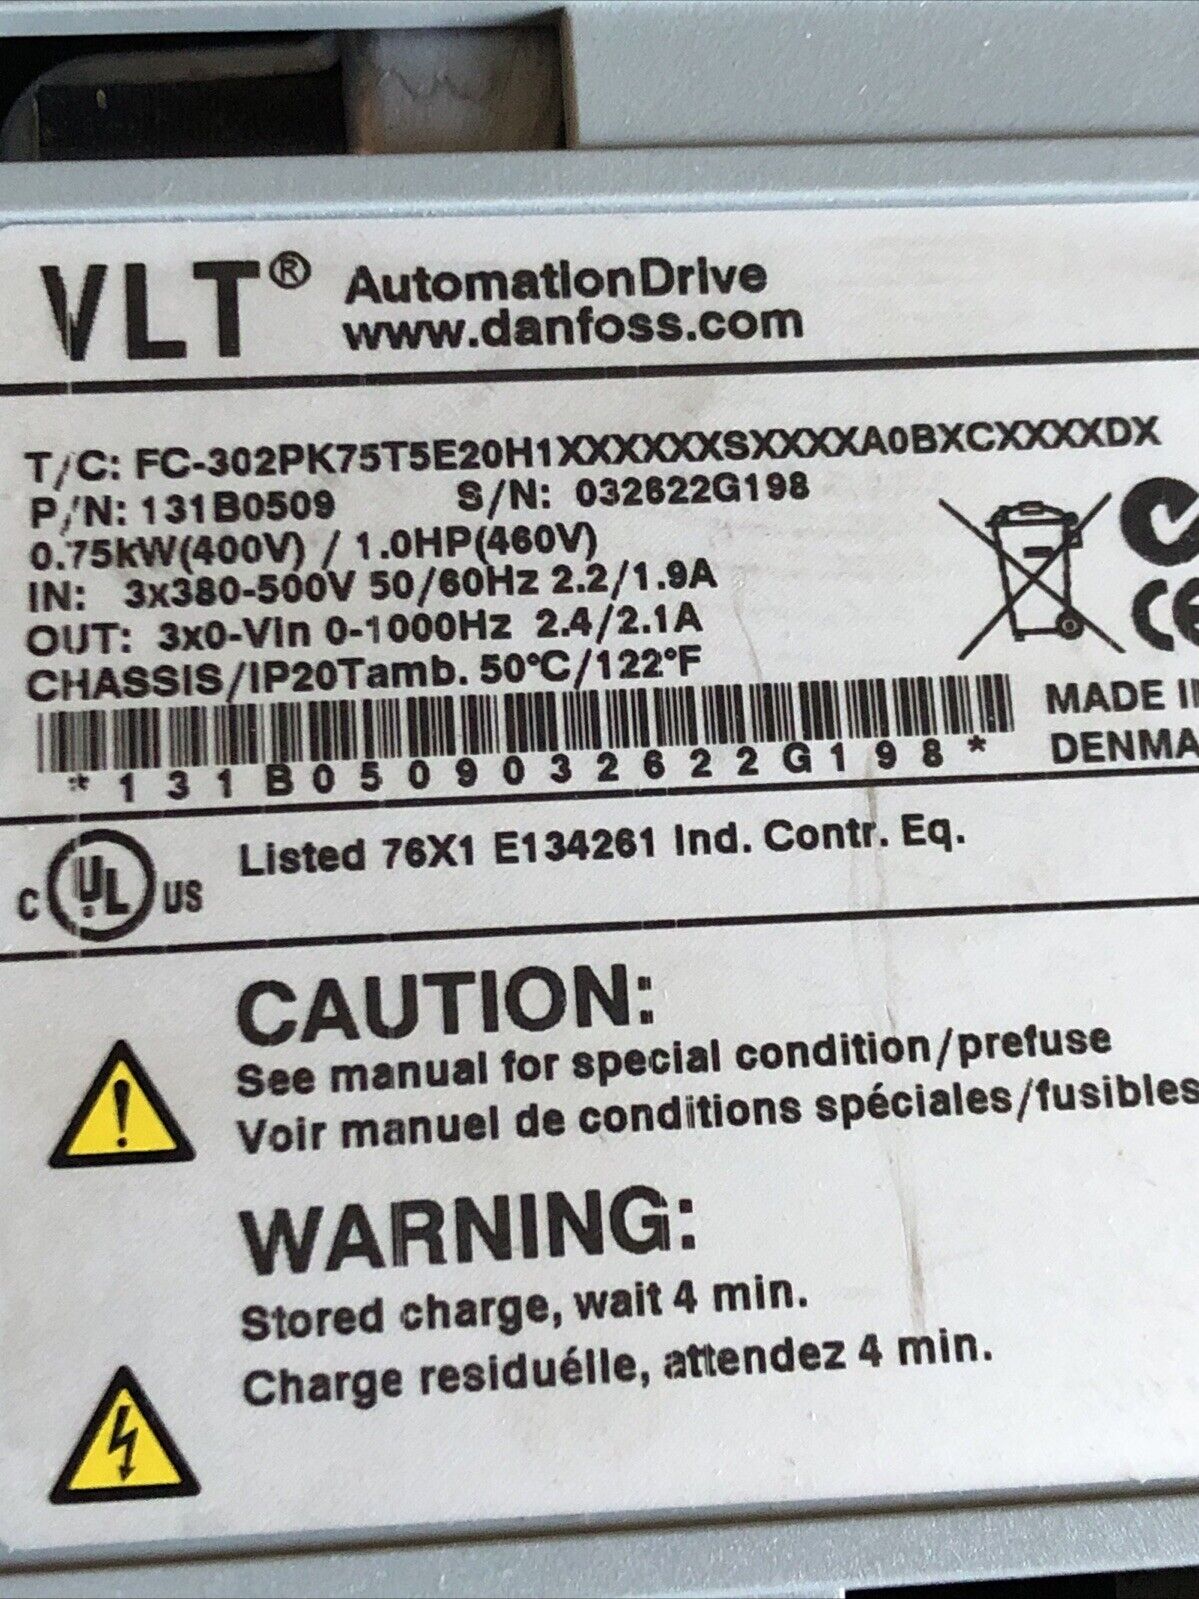 VLT® AutomationDrive
www.danfoss.com
T/C: FC-302PK75T5E20H1XXXXXXSXXXXA0BXCXXXXDX
P/N: 131B0509 S/N: 032622G198
0.75kW(400V) / 1.0HP(460V)
IN: 3x380-500V 50/60Hz 2.2/1.9A
OUT: 3x0-Vin 0-1000Hz 2.4/2.1A
CHASSIS/IP20Tamb. 50°C/122°F
*131B0509032622G198*
MADE I
DENMA
C UL US Listed 76X1 E134261 Ind. Contr. Eq.
CAUTION:
See manual for special condition/prefuse
Voir manuel de conditions spéciales/fusibles
WARNING:
Stored charge, wait 4 min.
Charge residuélle, attendez 4 min.